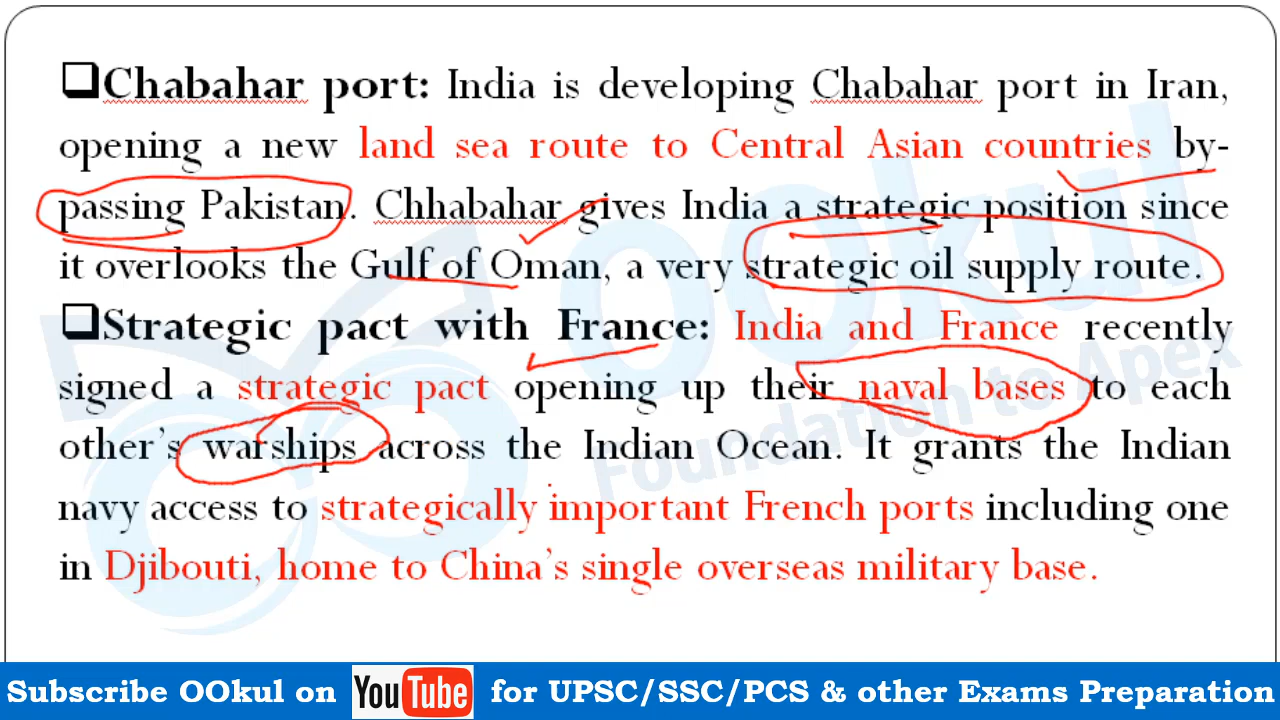 ❑Chabahar port: India is developing Chabahar port in Iran,
opening a new land sea route to Central Asian countries by-
passing Pakistan. Chhabahar gives India a strategic position since
it overlooks the Gulf of Oman, a very strategic oil supply route.
❑Strategic pact with France: India and France recently
signed a strategic pact opening up their naval bases to each
other's warships across the Indian Ocean. It grants the Indian
navy access to strategically important French ports including one
in Djibouti, home to China's single overseas military base.
OOkul
Foundation to Apex
Subscribe OOkul on YouTube for UPSC/SSC/PCS & other Exams Preparation